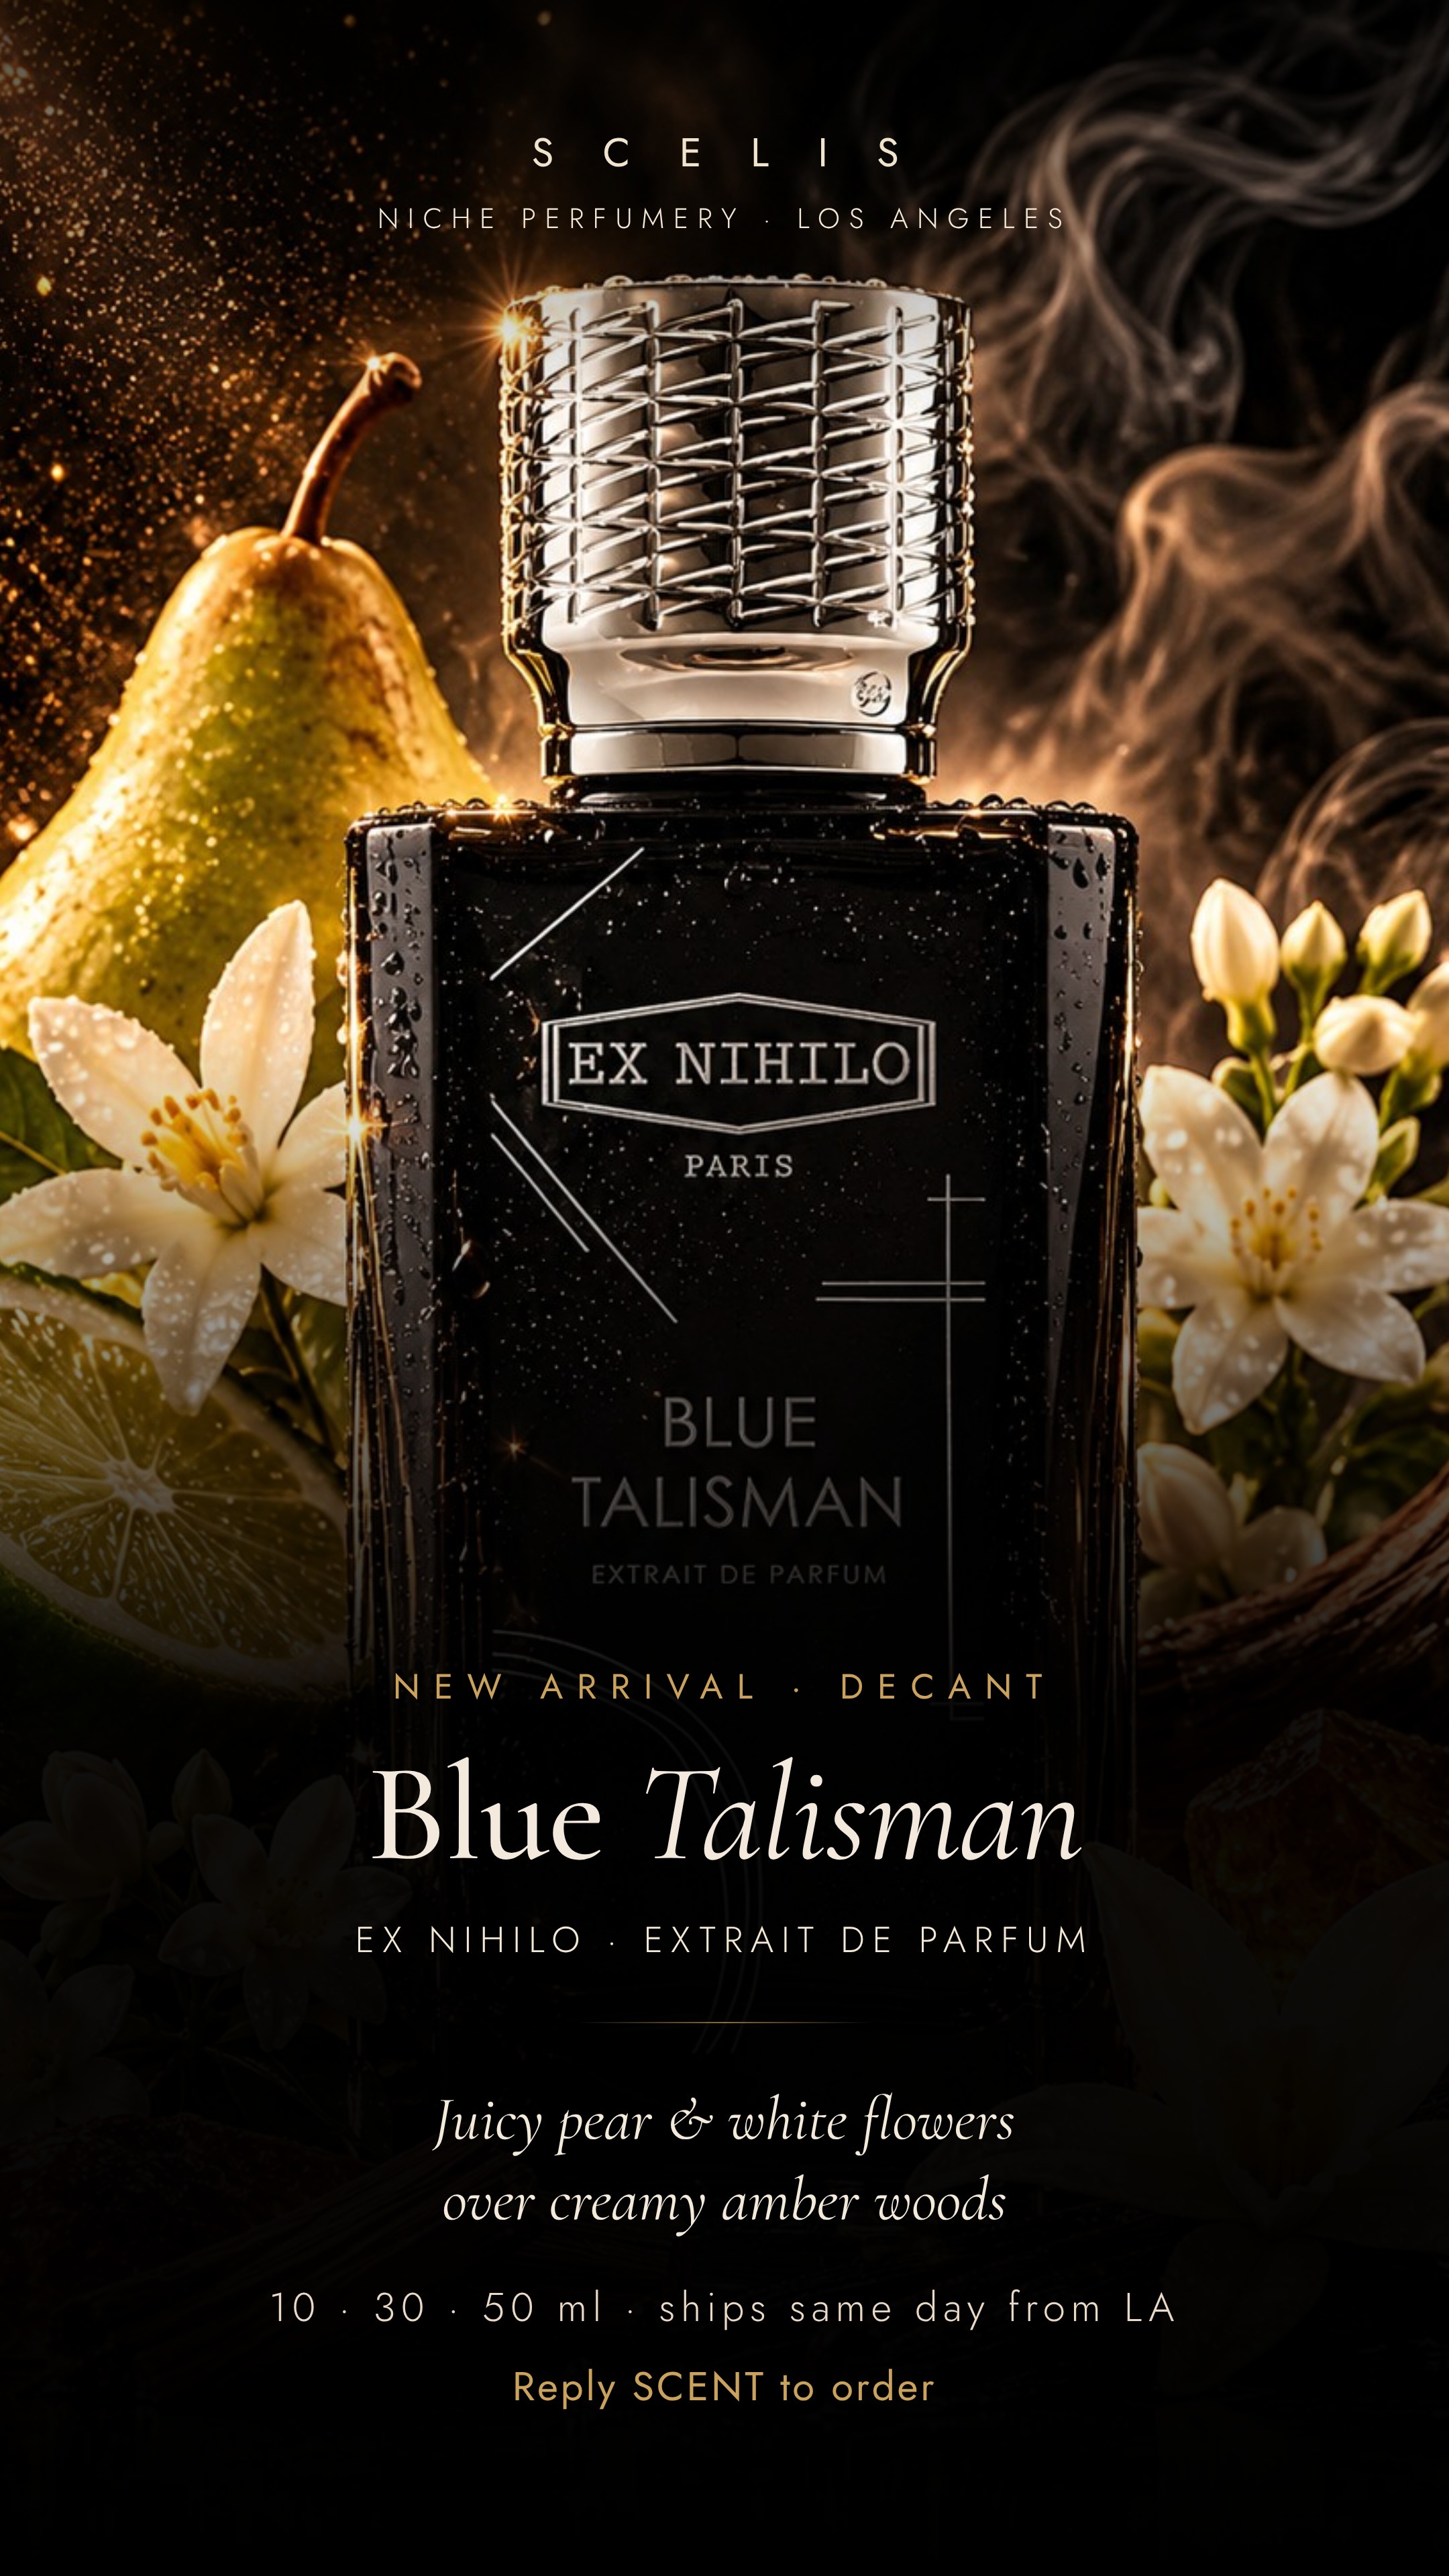 SCELIS
NICHE PERFUMERY · LOS ANGELES
EX NIHILO
PARIS
BLUE
TALISMAN
EXTRAIT DE PARFUM
NEW ARRIVAL · DECANT
Blue Talisman
EX NIHILO · EXTRAIT DE PARFUM
Juicy pear & white flowers
over creamy amber woods
10 · 30 · 50 ml · ships same day from LA
Reply SCENT to order